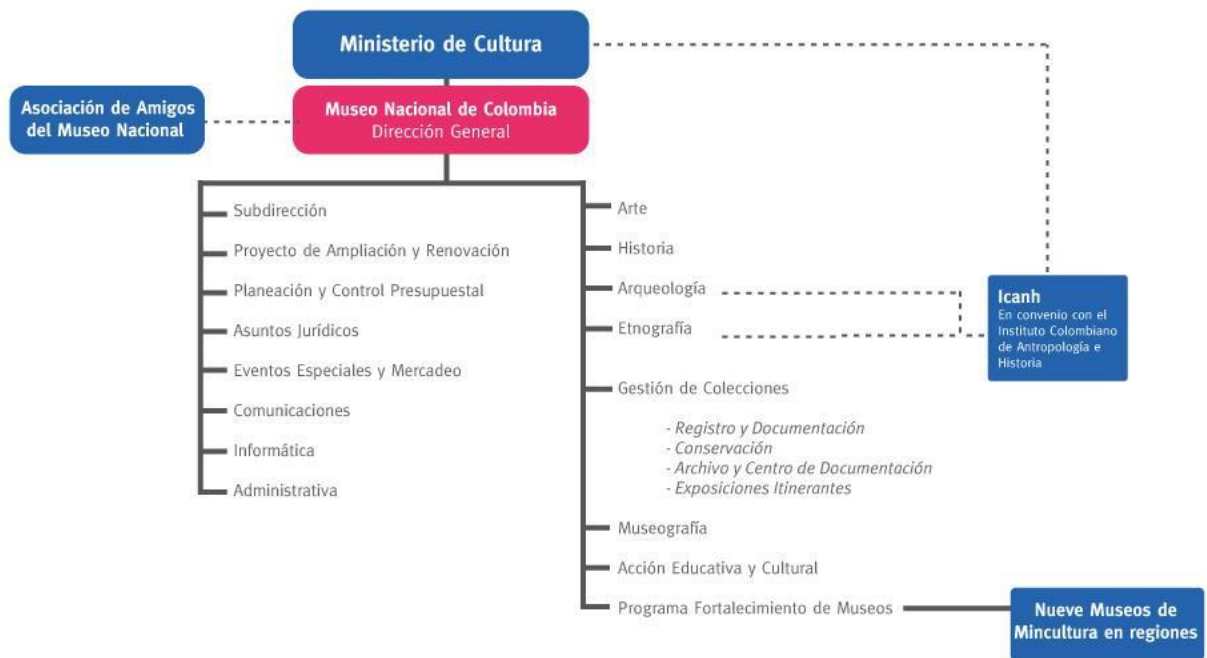 Ministerio de Cultura
Asociación de Amigos
del Museo Nacional
Museo Nacional de Colombia
Dirección General
Subdirección
Proyecto de Ampliación y Renovación
Planeación y Control Presupuestal
Asuntos Jurídicos
Eventos Especiales y Mercadeo
Comunicaciones
Informática
Administrativa
Arte
Historia
Arqueología
Etnografía
Icanh
En convenio con el
Instituto Colombiano
de Antropología e
Historia
Gestión de Colecciones
- Registro y Documentación
- Conservación
- Archivo y Centro de Documentación
- Exposiciones Itinerantes
Museografía
Acción Educativa y Cultural
Programa Fortalecimiento de Museos
Nueve Museos de
Mincultura en regiones